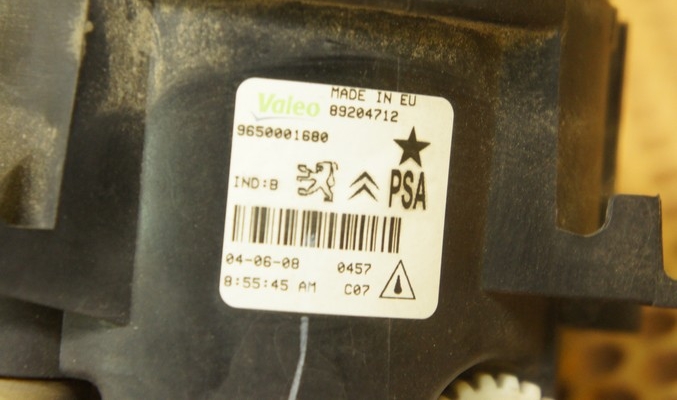 Valeo MADE IN EU
89204712
9650001680
IND:B PSA
04-06-08 0457
8:55:45 AM C07